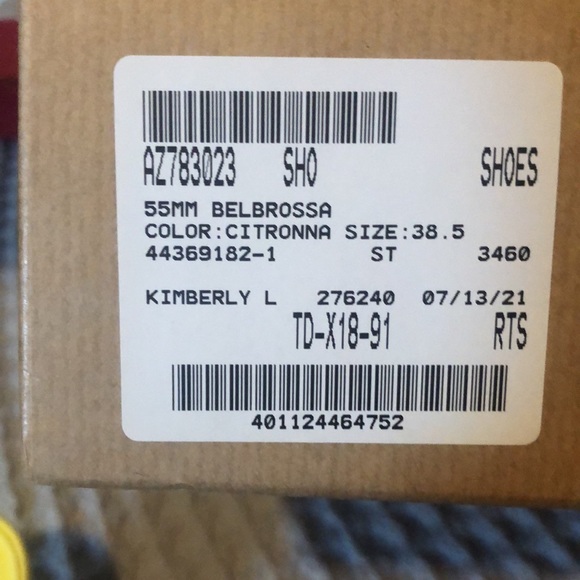 AZ783023 SHO SHOES
55MM BELBROSSA
COLOR:CITRONNA SIZE:38.5
44369182-1 ST 3460
KIMBERLY L 276240 07/13/21
TD-X18-91 RTS
401124464752